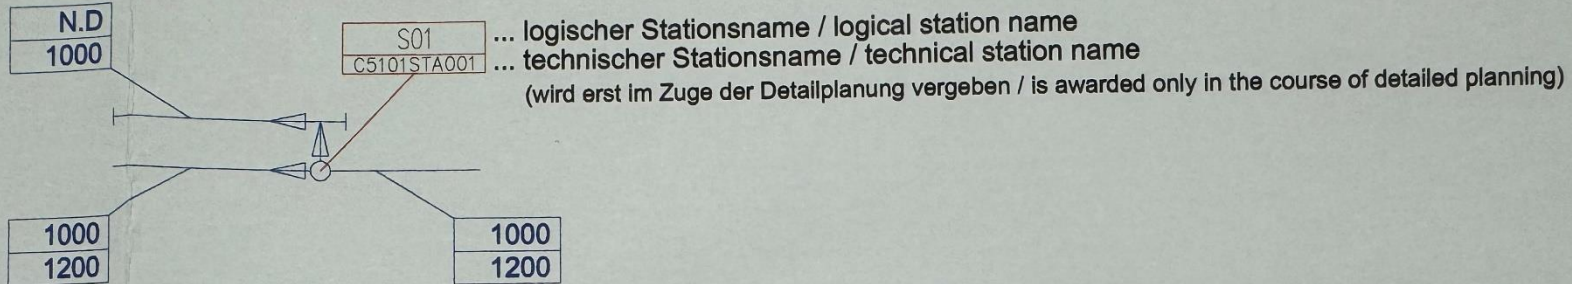 N.D
1000
S01
C5101STA001
... logischer Stationsname / logical station name
... technischer Stationsname / technical station name
(wird erst im Zuge der Detailplanung vergeben / is awarded only in the course of detailed planning)
1000
1200
1000
1200